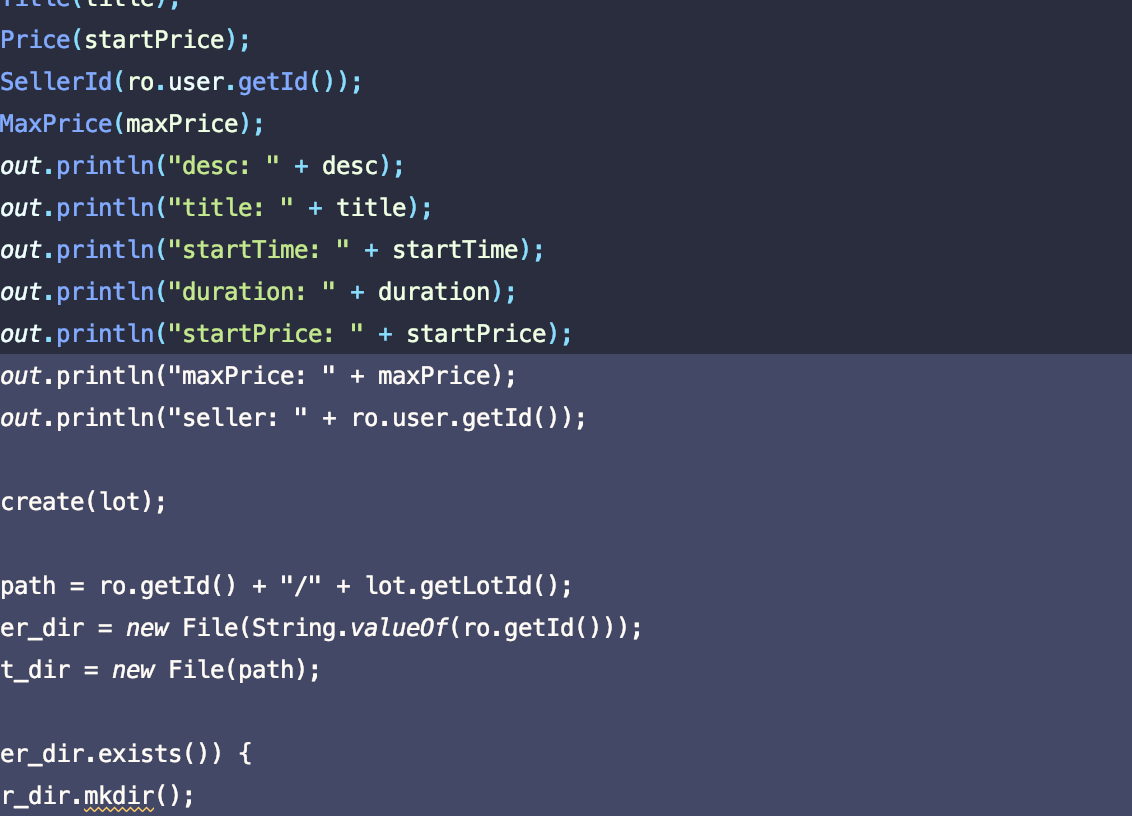 Title(title);
Price(startPrice);
SellerId(ro.user.getId());
MaxPrice(maxPrice);
out.println("desc: " + desc);
out.println("title: " + title);
out.println("startTime: " + startTime);
out.println("duration: " + duration);
out.println("startPrice: " + startPrice);
out.println("maxPrice: " + maxPrice);
out.println("seller: " + ro.user.getId());
create(lot);
path = ro.getId() + "/" + lot.getLotId();
er_dir = new File(String.valueOf(ro.getId()));
t_dir = new File(path);
er_dir.exists()) {
r_dir.mkdir();